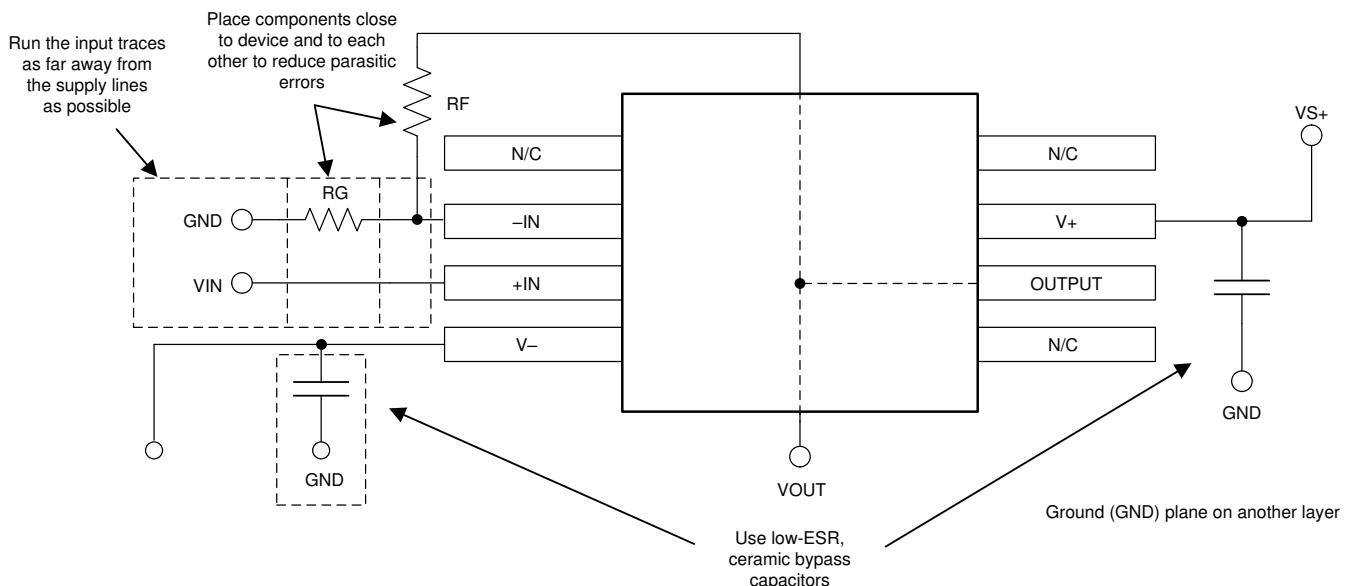 Place components close
to device and to each
other to reduce parasitic
errors
Run the input traces
as far away from
the supply lines
as possible
RF
VS+
N/C
N/C
RG
GND
–IN
V+
VIN
+IN
OUTPUT
V–
N/C
GND
GND
VOUT
Ground (GND) plane on another layer
Use low-ESR,
ceramic bypass
capacitors